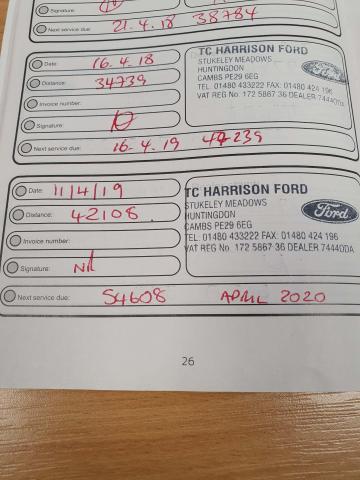 Signature:
Next service due: 21.4.18 38784
Date: 16.4.18
Distance: 34739
Invoice number:
Signature:
Next service due: 16.4.19 47239
TC HARRISON FORD
STUKELEY MEADOWS
HUNTINGDON
CAMBS PE29 6EG
TEL. 01480 433222 FAX: 01480 424 196
VAT REG No. 172 5867 36 DEALER 74440DA
Date: 11/4/19
Distance: 42108
Invoice number:
Signature:
Next service due: 54608 APRIL 2020
TC HARRISON FORD
STUKELEY MEADOWS
HUNTINGDON
CAMBS PE29 6EG
TEL. 01480 433222 FAX: 01480 424 196
VAT REG No. 172 5867 36 DEALER 74440DA
Ford
26